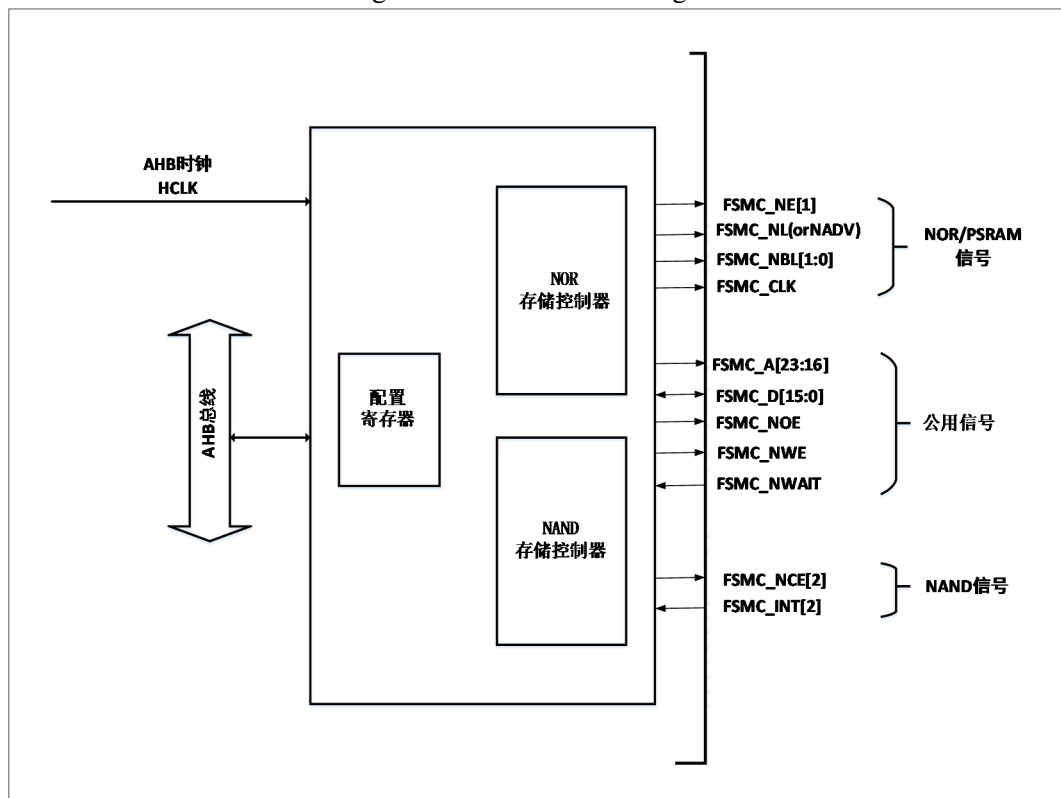 AHB时钟
HCLK
AHB总线
配置
寄存器
NOR
存储控制器
NAND
存储控制器
FSMC_NE[1]
FSMC_NL(orNADV)
FSMC_NBL[1:0]
FSMC_CLK
NOR/PSRAM
信号
FSMC_A[23:16]
FSMC_D[15:0]
FSMC_NOE
FSMC_NWE
FSMC_NWAIT
公用信号
FSMC_NCE[2]
FSMC_INT[2]
NAND信号